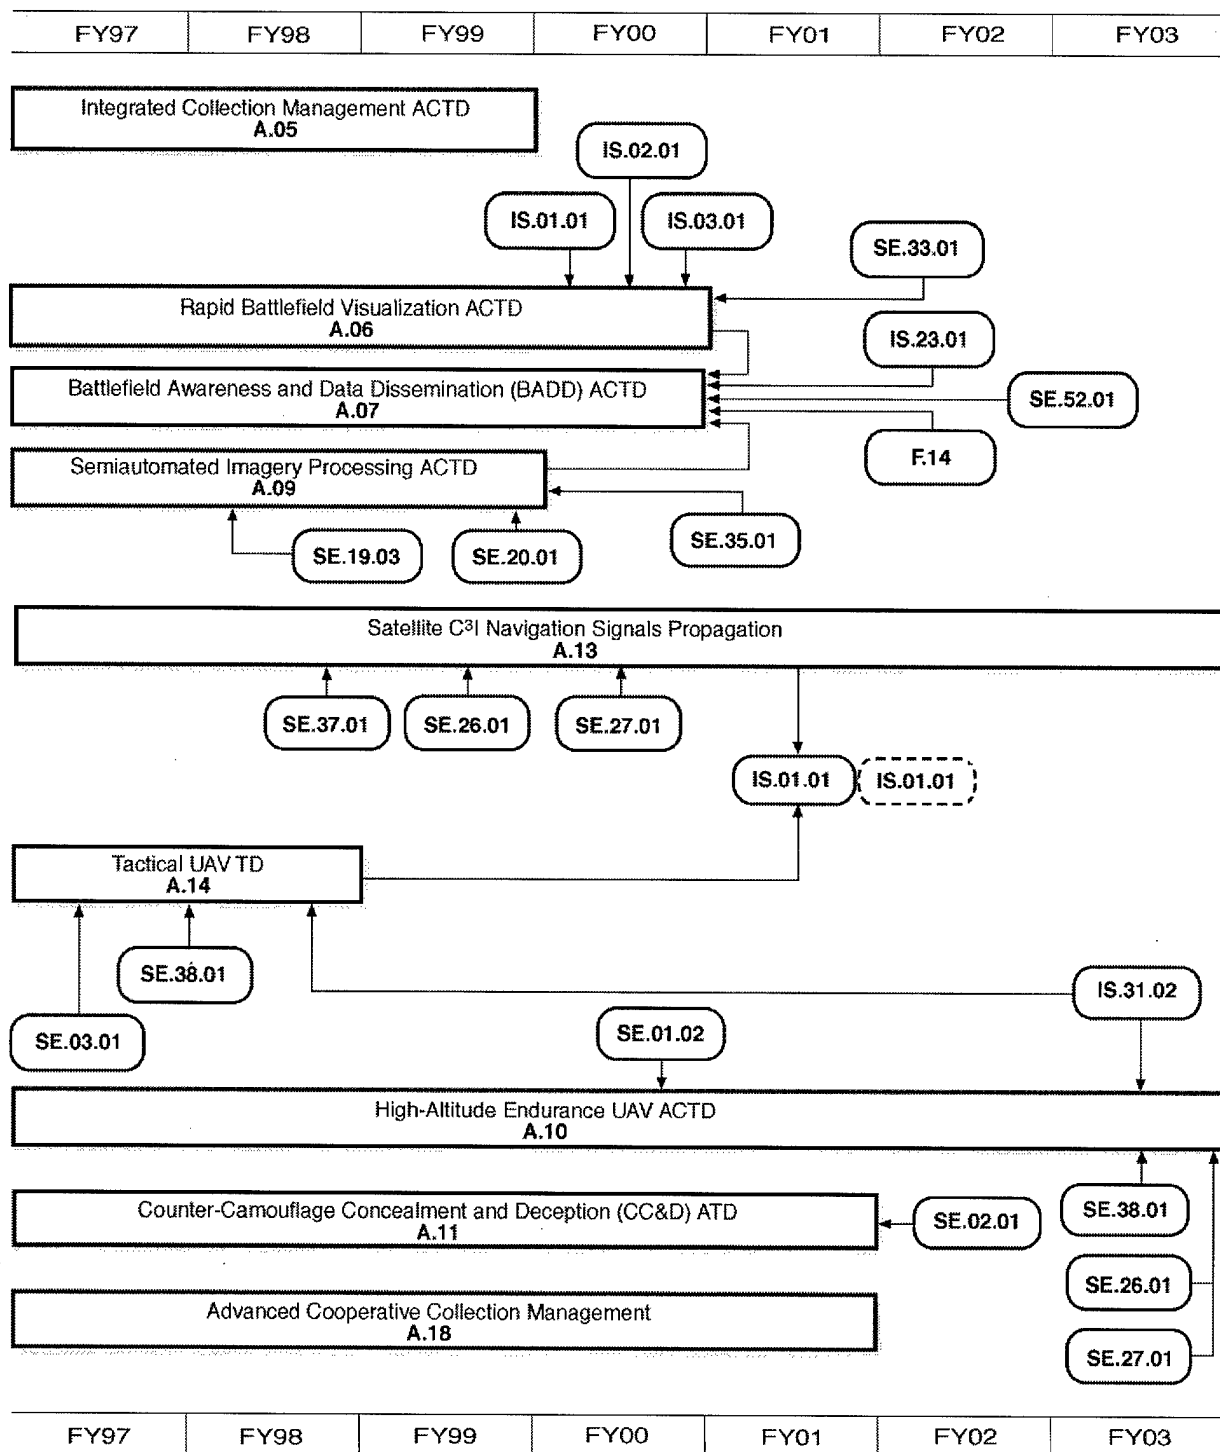 FY97 FY98 FY99 FY00 FY01 FY02 FY03
Integrated Collection Management ACTD
A.05
IS.02.01
IS.01.01
IS.03.01
SE.33.01
Rapid Battlefield Visualization ACTD
A.06
IS.23.01
Battlefield Awareness and Data Dissemination (BADD) ACTD
A.07
SE.52.01
F.14
Semiautomated Imagery Processing ACTD
A.09
SE.19.03
SE.20.01
SE.35.01
Satellite C³I Navigation Signals Propagation
A.13
SE.37.01
SE.26.01
SE.27.01
IS.01.01
IS.01.01
Tactical UAV TD
A.14
SE.38.01
IS.31.02
SE.03.01
SE.01.02
High-Altitude Endurance UAV ACTD
A.10
Counter-Camouflage Concealment and Deception (CC&D) ATD
A.11
SE.02.01
SE.38.01
SE.26.01
Advanced Cooperative Collection Management
A.18
SE.27.01
FY97 FY98 FY99 FY00 FY01 FY02 FY03